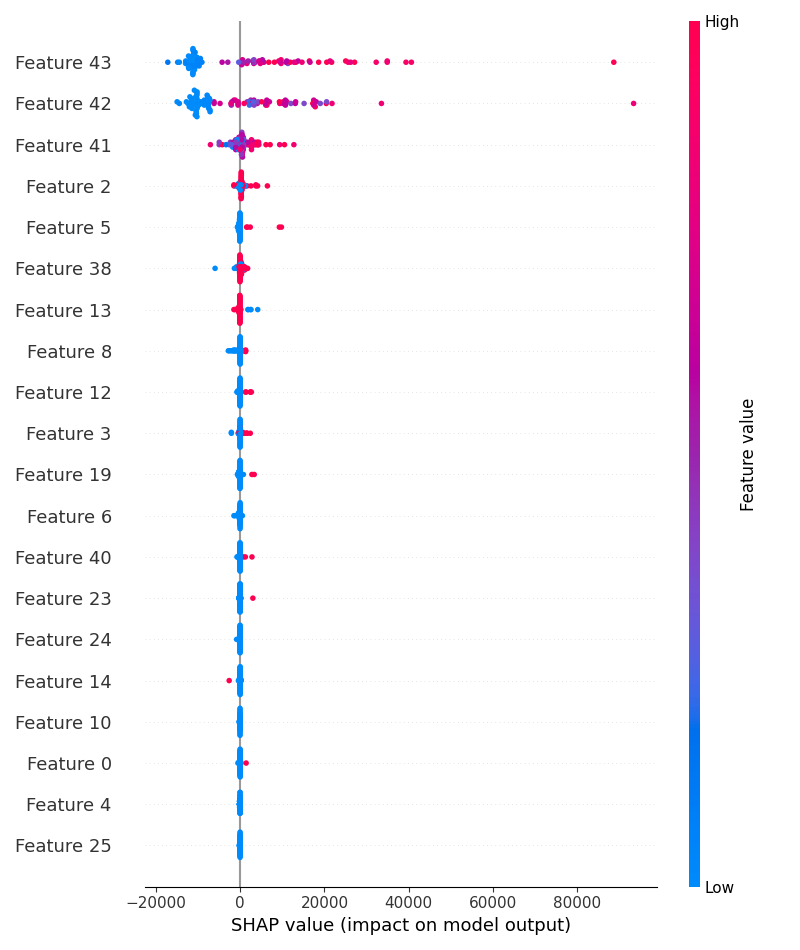 High
Feature 43
Feature 42
Feature 41
Feature 2
Feature 5
Feature 38
Feature 13
Feature 8
Feature 12
Feature 3
Feature 19
Feature 6
Feature 40
Feature 23
Feature 24
Feature 14
Feature 10
Feature 0
Feature 4
Feature 25
Feature value
Low
−20000 0 20000 40000 60000 80000
SHAP value (impact on model output)